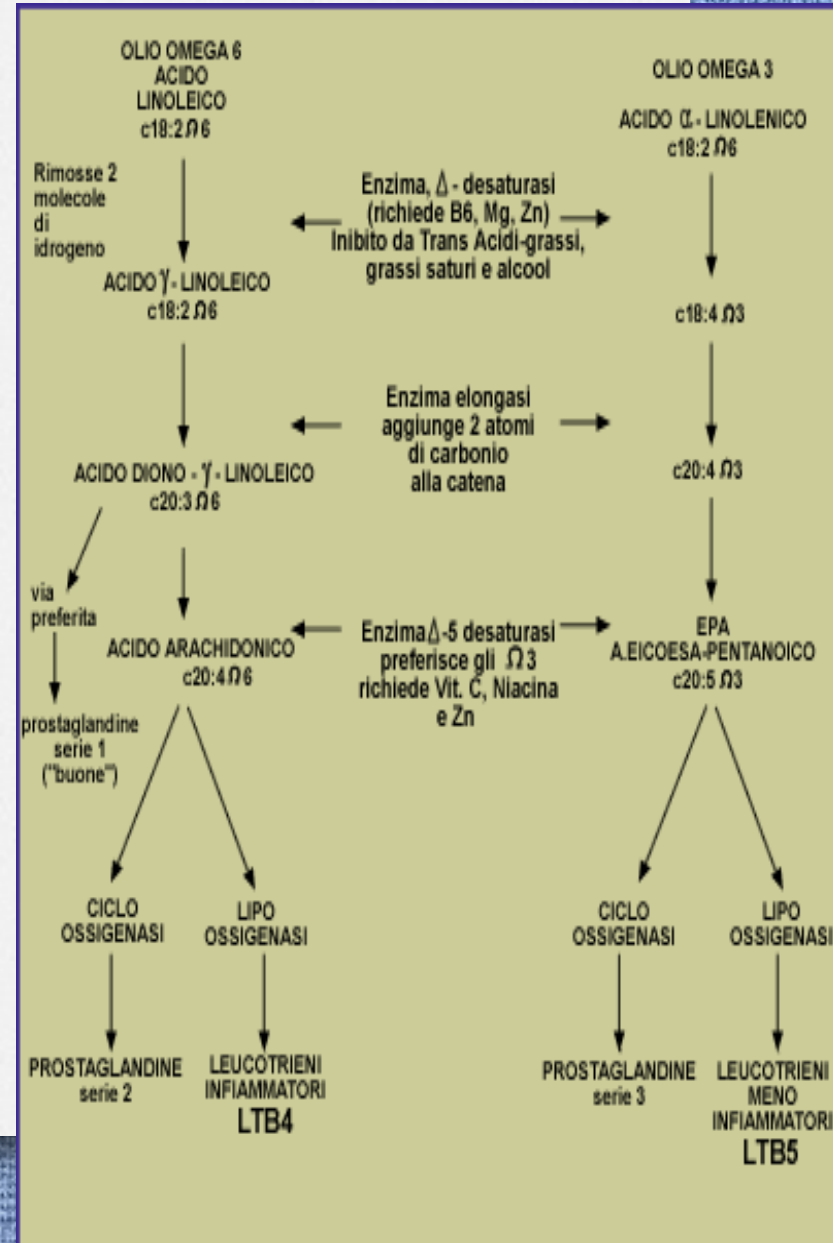 OLIO OMEGA 6
ACIDO
LINOLEICO
c18:2 Ω6
Rimosse 2
molecole
di
idrogeno
ACIDO γ- LINOLEICO
c18:2 Ω6
ACIDO DIONO - γ - LINOLEICO
c20:3 Ω6
via
preferita
prostaglandine
serie 1
("buone")
ACIDO ARACHIDONICO
c20:4 Ω6
CICLO
OSSIGENASI
LIPO
OSSIGENASI
PROSTAGLANDINE
serie 2
LEUCOTRIENI
INFIAMMATORI
LTB4
Enzima, Δ - desaturasi
(richiede B6, Mg, Zn)
Inibito da Trans Acidi-grassi,
grassi saturi e alcool
Enzima elongasi
aggiunge 2 atomi
di carbonio
alla catena
Enzima Δ-5 desaturasi
preferisce gli Ω3
richiede Vit. C, Niacina
e Zn
OLIO OMEGA 3
ACIDO α - LINOLENICO
c18:2 Ω6
c18:4 Ω3
c20:4 Ω3
EPA
A.EICOESA-PENTANOICO
c20:5 Ω3
CICLO
OSSIGENASI
LIPO
OSSIGENASI
PROSTAGLANDINE
serie 3
LEUCOTRIENI
MENO
INFIAMMATORI
LTB5